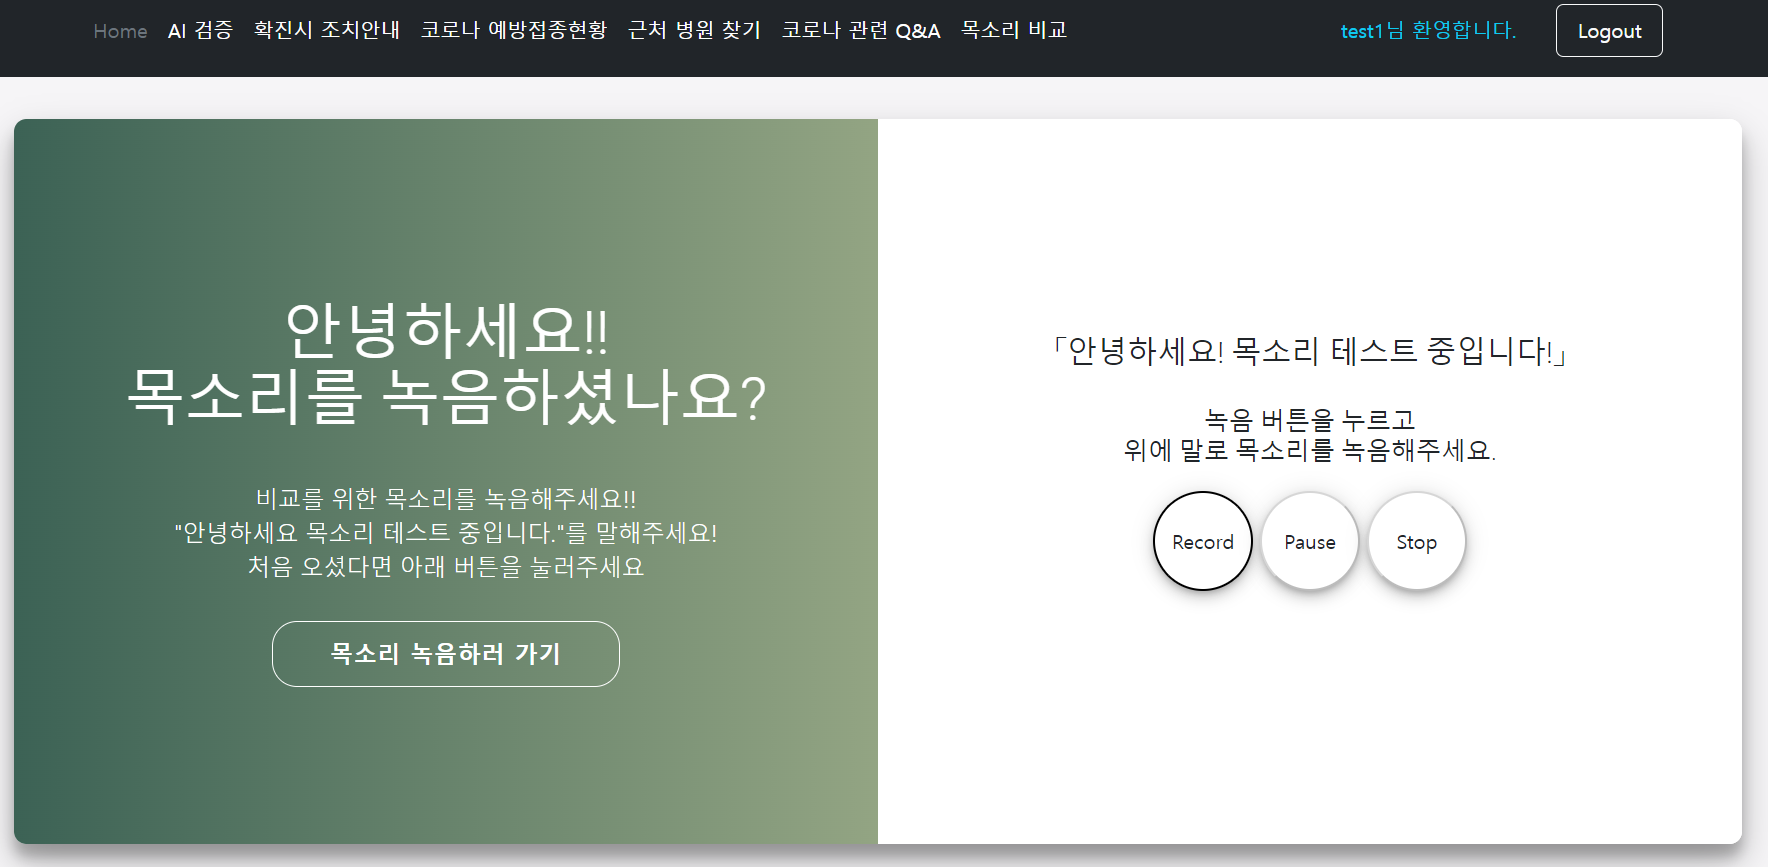 Home AI 검증 확진시 조치안내 코로나 예방접종현황 근처 병원 찾기 코로나 관련 Q&A 목소리 비교 test1님 환영합니다. Logout
안녕하세요!!
목소리를 녹음하셨나요?
비교를 위한 목소리를 녹음해주세요!!
"안녕하세요 목소리 테스트 중입니다."를 말해주세요!
처음 오셨다면 아래 버튼을 눌러주세요
목소리 녹음하러 가기
「안녕하세요! 목소리 테스트 중입니다!」
녹음 버튼을 누르고
위에 말로 목소리를 녹음해주세요.
Record Pause Stop